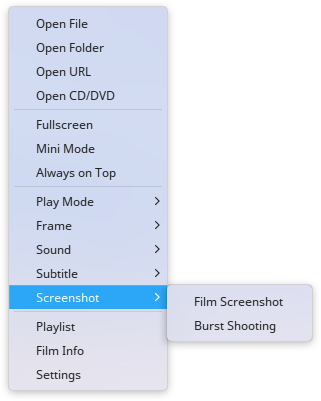 Open File
Open Folder
Open URL
Open CD/DVD
Fullscreen
Mini Mode
Always on Top
Play Mode
Frame
Sound
Subtitle
Screenshot
Film Screenshot
Burst Shooting
Playlist
Film Info
Settings